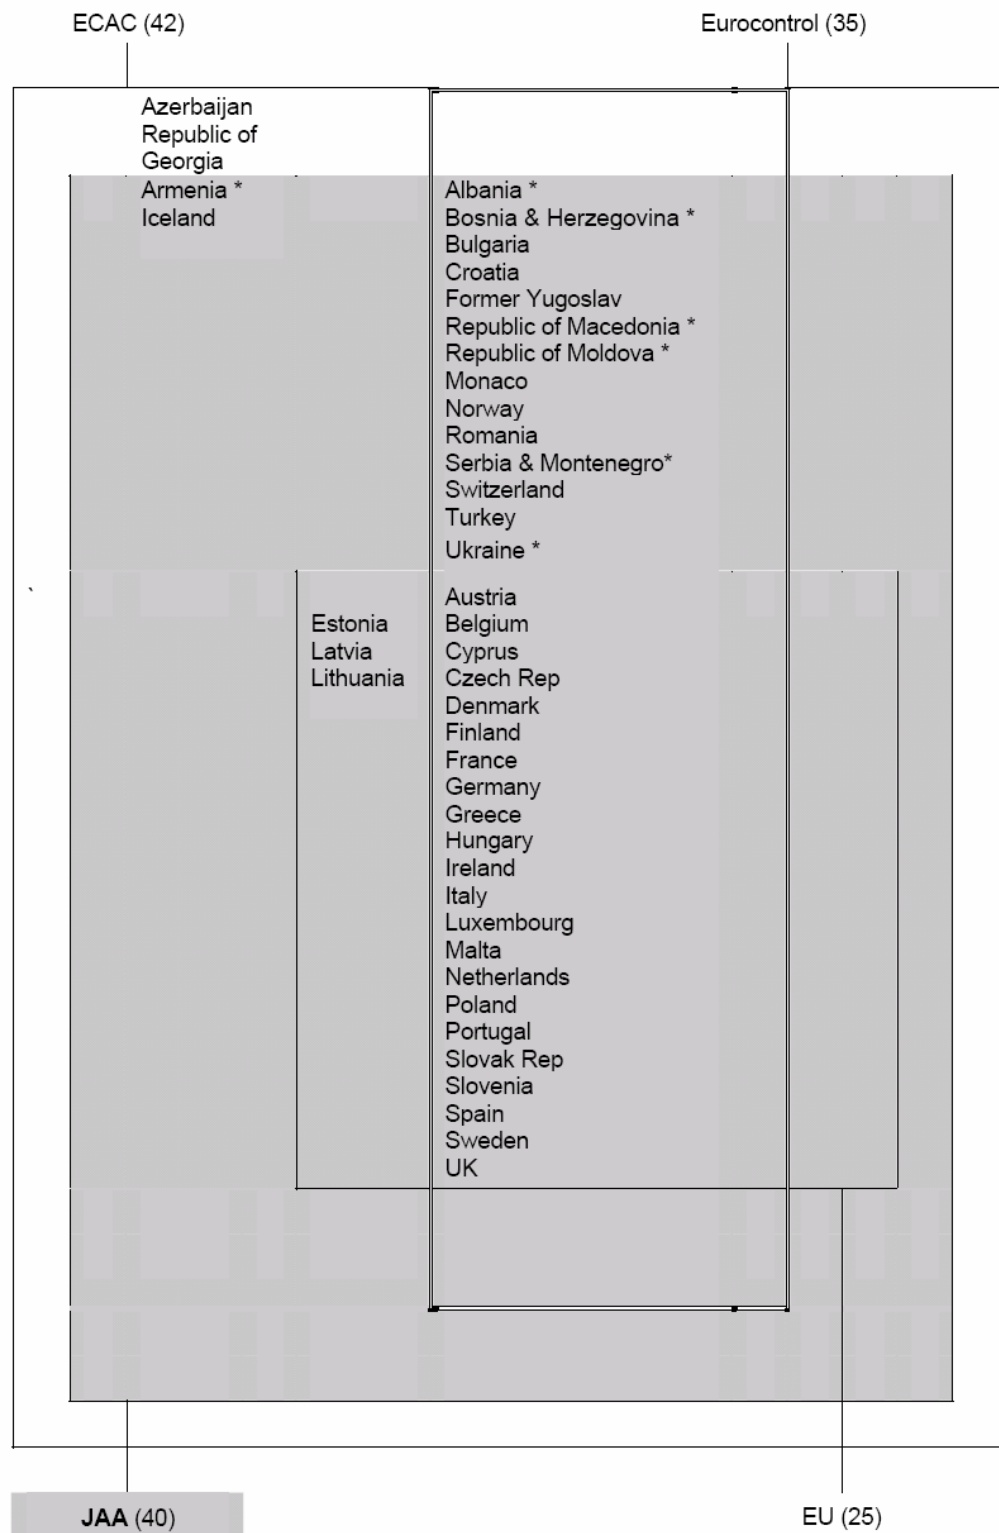 ECAC (42)
Eurocontrol (35)
Azerbaijan
Republic of
Georgia
Armenia *
Iceland
Albania *
Bosnia & Herzegovina *
Bulgaria
Croatia
Former Yugoslav
Republic of Macedonia *
Republic of Moldova *
Monaco
Norway
Romania
Serbia & Montenegro*
Switzerland
Turkey
Ukraine *
Estonia
Latvia
Lithuania
Austria
Belgium
Cyprus
Czech Rep
Denmark
Finland
France
Germany
Greece
Hungary
Ireland
Italy
Luxembourg
Malta
Netherlands
Poland
Portugal
Slovak Rep
Slovenia
Spain
Sweden
UK
JAA (40)
EU (25)